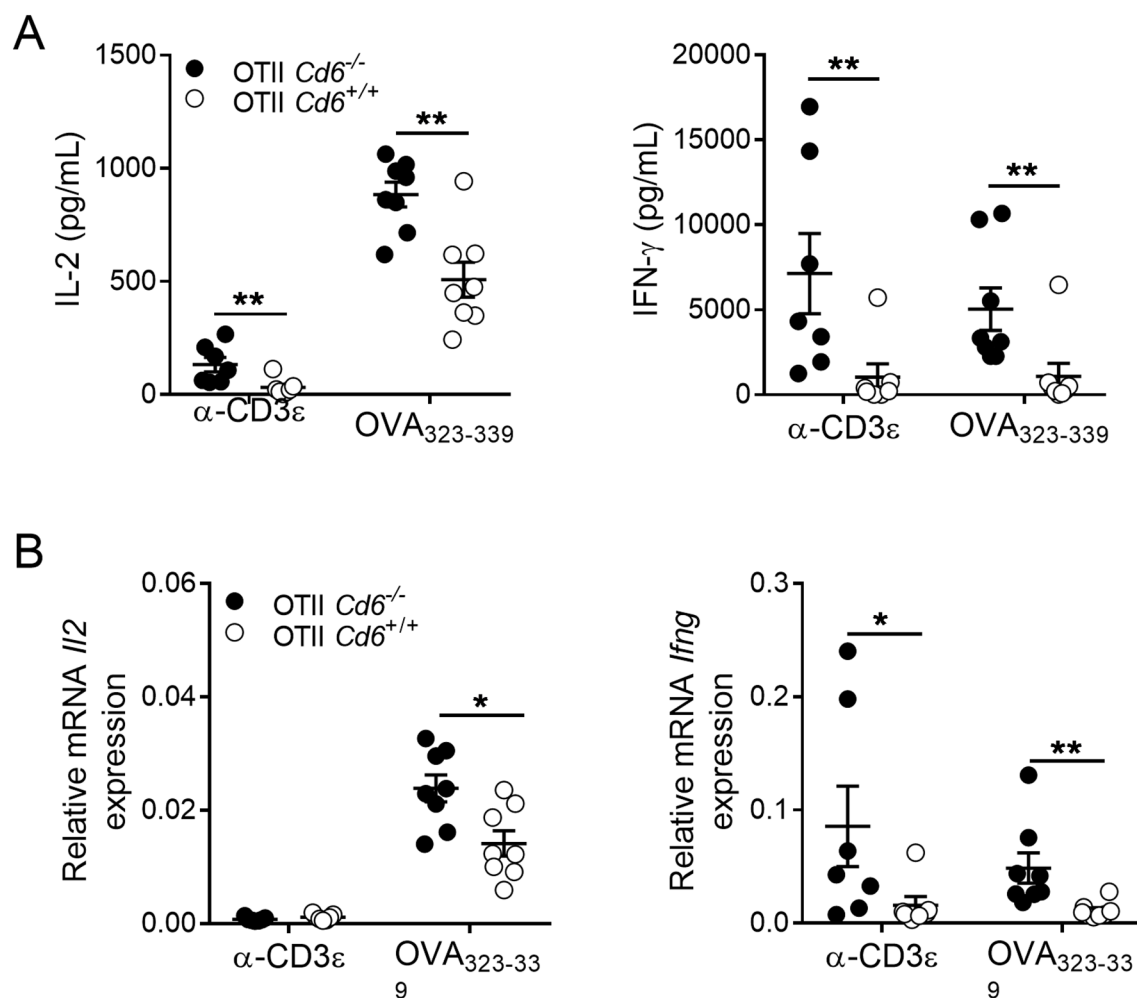 A
IL-2 (pg/mL)
1500
1000
500
0
OTII Cd6-/-
OTII Cd6+/+
**
**
α-CD3ε
OVA323-339
IFN-γ (pg/mL)
20000
15000
10000
5000
0
**
**
α-CD3ε
OVA323-339
B
Relative mRNA Il2
expression
0.06
0.04
0.02
0.00
OTII Cd6-/-
OTII Cd6+/+
*
α-CD3ε
OVA323-33
9
Relative mRNA Ifng
expression
0.3
0.2
0.1
0.0
*
**
α-CD3ε
OVA323-33
9